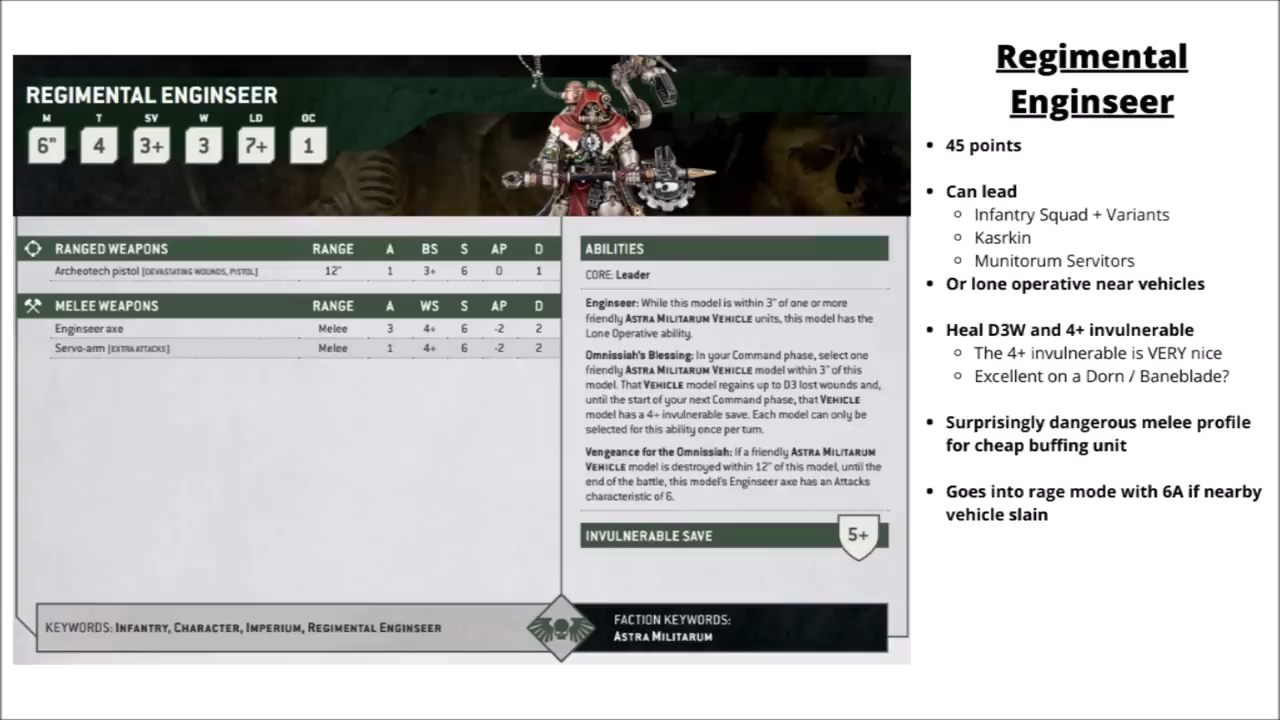 REGIMENTAL ENGINSEER
M T SV W LD OC
6" 4 3+ 3 7+ 1
RANGED WEAPONS RANGE A BS S AP D
Archeotech pistol [DEVASTATING WOUNDS, PISTOL] 12" 1 3+ 6 0 1
MELEE WEAPONS RANGE A WS S AP D
Enginseer axe Melee 3 4+ 6 -2 2
Servo-arm [EXTRA ATTACKS] Melee 1 4+ 6 -2 2
ABILITIES
CORE: Leader
Enginseer: While this model is within 3" of one or more
friendly ASTRA MILITARUM VEHICLE units, this model has the
Lone Operative ability.
Omnissiah's Blessing: In your Command phase, select one
friendly ASTRA MILITARUM VEHICLE model within 3" of this
model. That VEHICLE model regains up to D3 lost wounds and,
until the start of your next Command phase, that VEHICLE
model has a 4+ invulnerable save. Each model can only be
selected for this ability once per turn.
Vengeance for the Omnissiah: If a friendly ASTRA MILITARUM
VEHICLE model is destroyed within 12" of this model, until the
end of the battle, this model's Enginseer axe has an Attacks
characteristic of 6.
INVULNERABLE SAVE 5+
KEYWORDS: INFANTRY, CHARACTER, IMPERIUM, REGIMENTAL ENGINSEER
FACTION KEYWORDS:
ASTRA MILITARUM
Regimental
Enginseer
• 45 points
• Can lead
◦ Infantry Squad + Variants
◦ Kasrkin
◦ Munitorum Servitors
• Or lone operative near vehicles
• Heal D3W and 4+ invulnerable
◦ The 4+ invulnerable is VERY nice
◦ Excellent on a Dorn / Baneblade?
• Surprisingly dangerous melee profile
for cheap buffing unit
• Goes into rage mode with 6A if nearby
vehicle slain